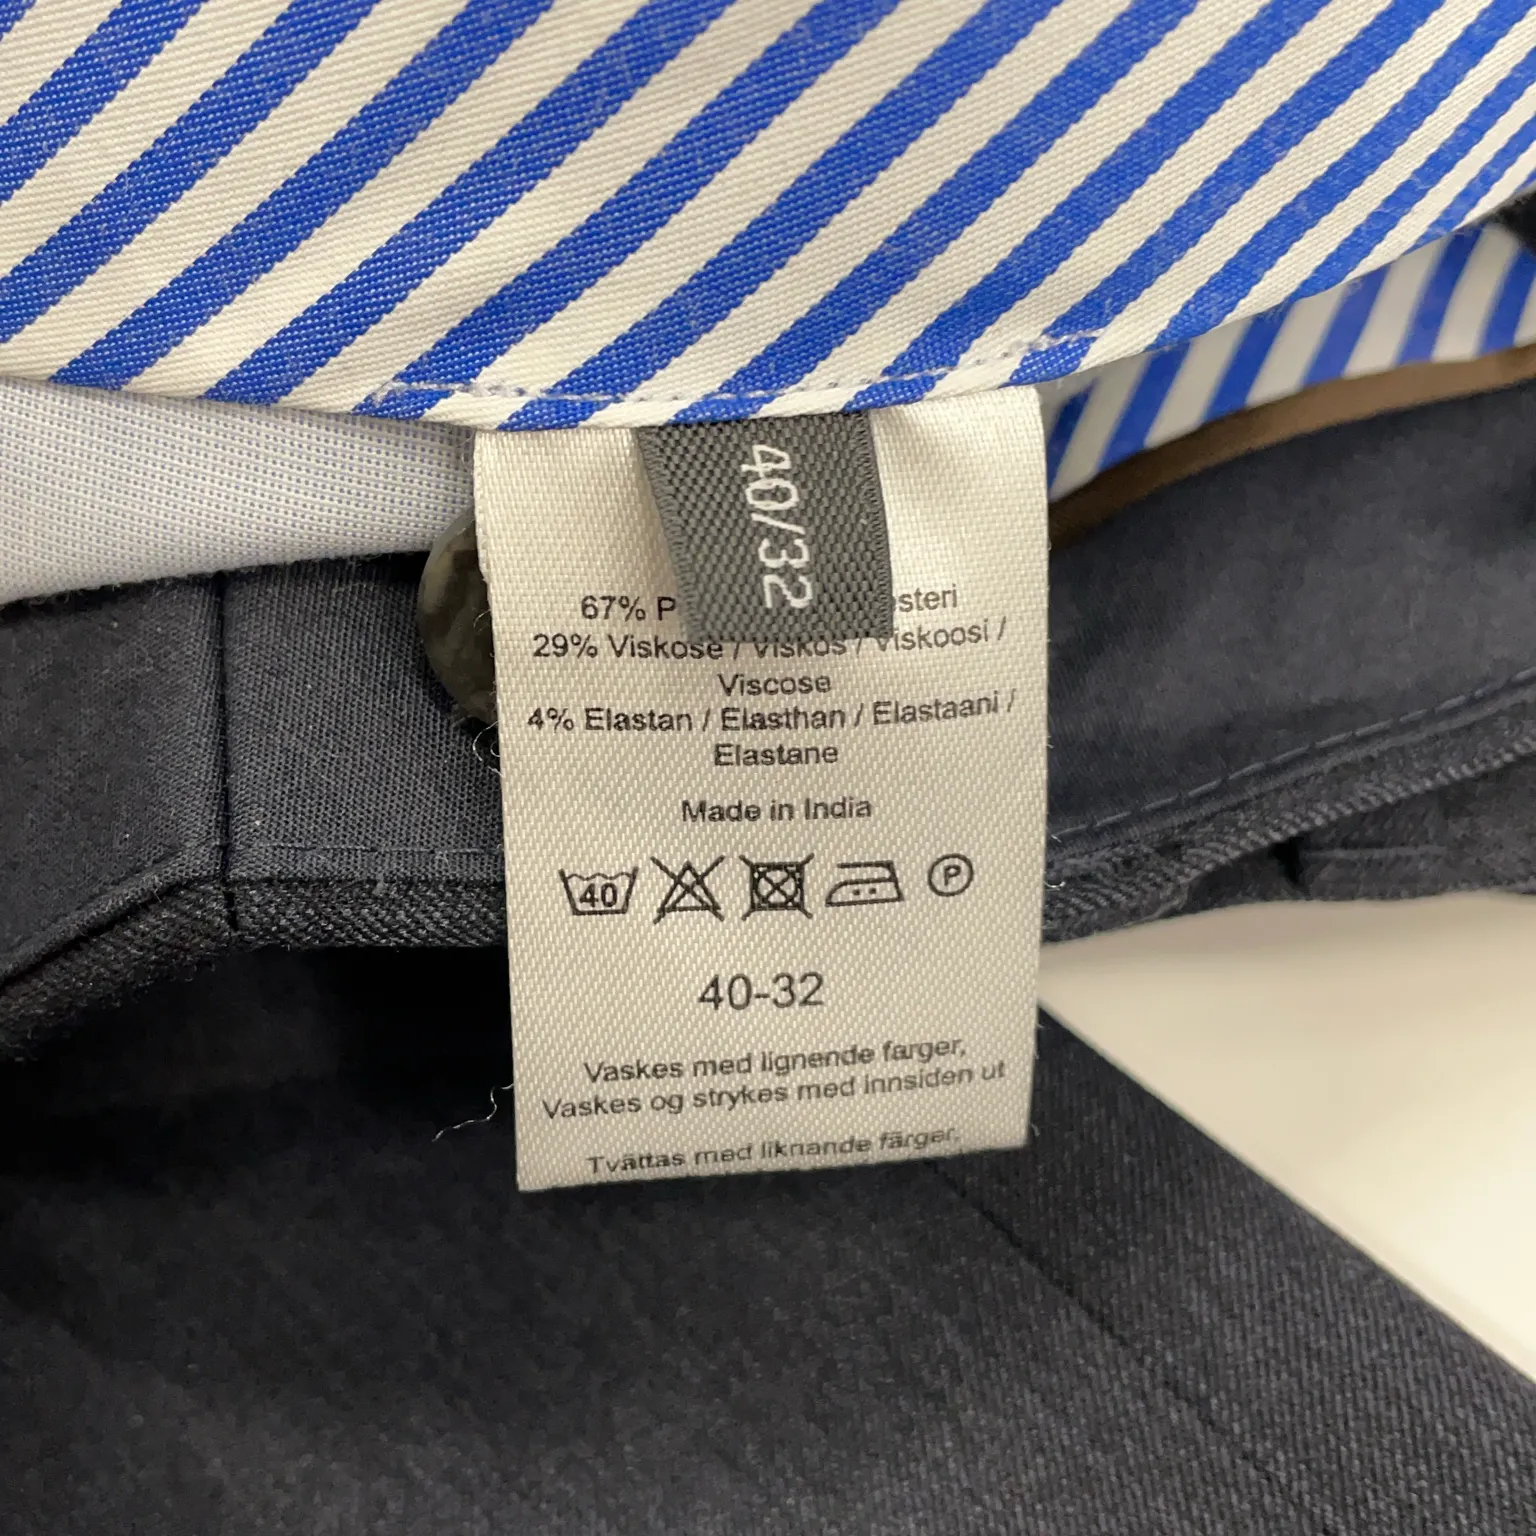 40/32
67% P steri
29% Viskose / Viskos / Viskoosi /
Viscose
4% Elastan / Elasthan / Elastaani /
Elastane
Made in India
40 P
40-32
Vaskes med lignende farger,
Vaskes og strykes med innsiden ut
Tvättas med liknande färger,